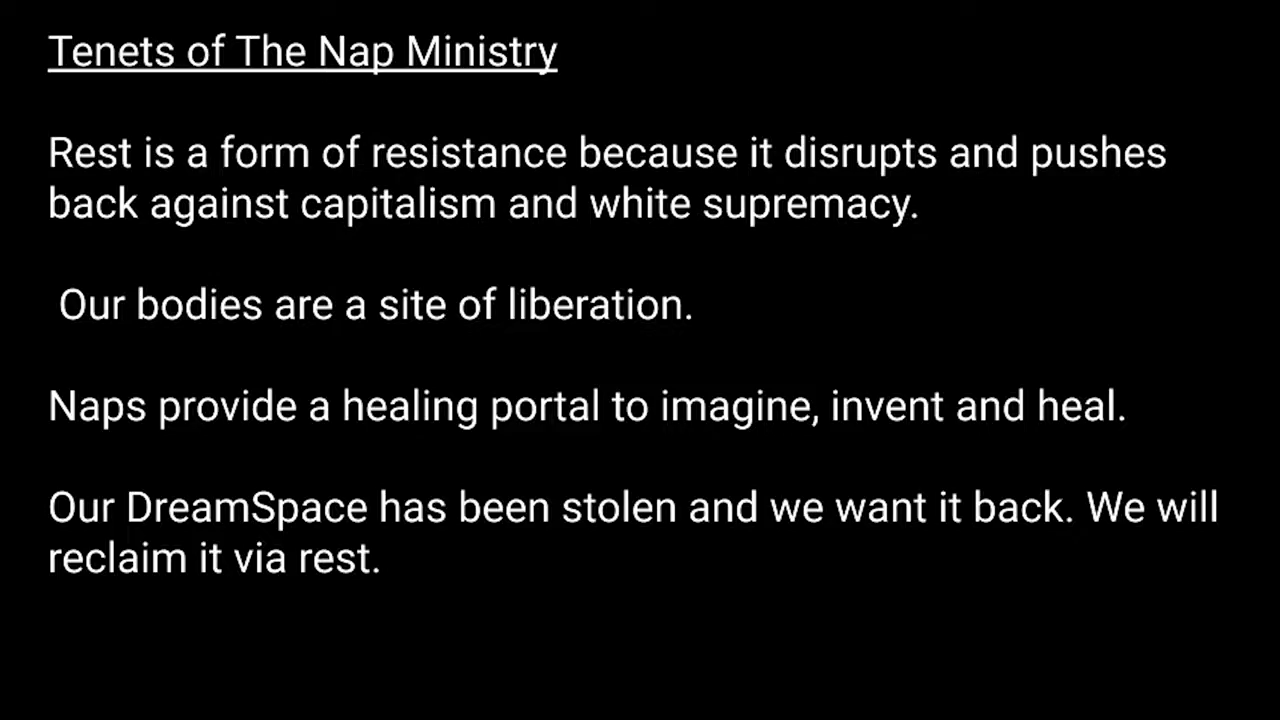 Tenets of The Nap Ministry
Rest is a form of resistance because it disrupts and pushes
back against capitalism and white supremacy.
Our bodies are a site of liberation.
Naps provide a healing portal to imagine, invent and heal.
Our DreamSpace has been stolen and we want it back. We will
reclaim it via rest.